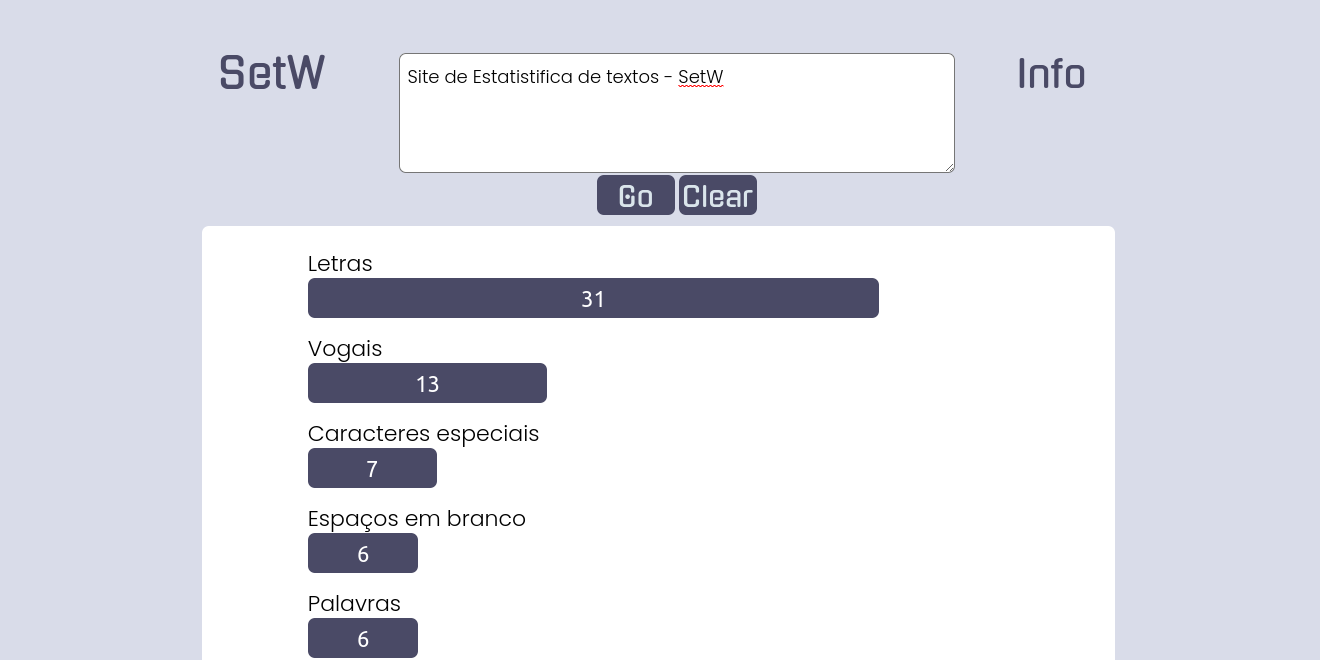 SetW
Site de Estatistifica de textos - SetW
Info
Go Clear
Letras
31
Vogais
13
Caracteres especiais
7
Espaços em branco
6
Palavras
6